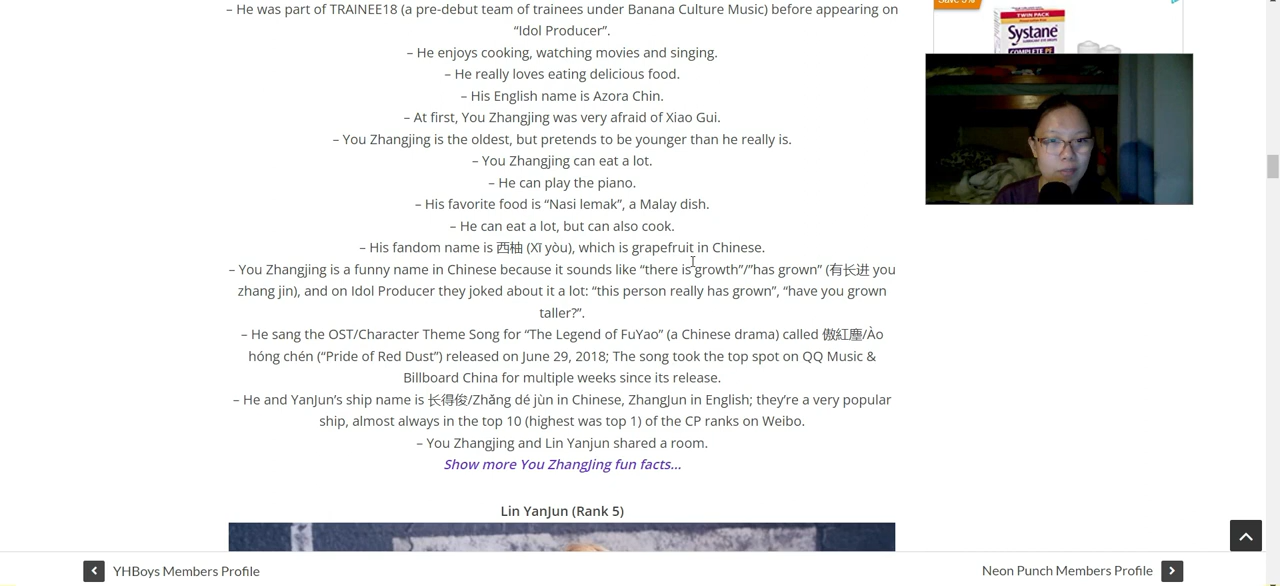 – He was part of TRAINEE18 (a pre-debut team of trainees under Banana Culture Music) before appearing on
“Idol Producer”.
– He enjoys cooking, watching movies and singing.
– He really loves eating delicious food.
– His English name is Azora Chin.
– At first, You Zhangjing was very afraid of Xiao Gui.
– You Zhangjing is the oldest, but pretends to be younger than he really is.
– You Zhangjing can eat a lot.
– He can play the piano.
– His favorite food is “Nasi lemak”, a Malay dish.
– He can eat a lot, but can also cook.
– His fandom name is 西柚 (Xī yòu), which is grapefruit in Chinese.
– You Zhangjing is a funny name in Chinese because it sounds like “there is growth”/”has grown” (有长进 you
zhang jin), and on Idol Producer they joked about it a lot: “this person really has grown”, “have you grown
taller?”.
– He sang the OST/Character Theme Song for “The Legend of FuYao” (a Chinese drama) called 傲紅塵/Ào
hóng chén (“Pride of Red Dust”) released on June 29, 2018; The song took the top spot on QQ Music &
Billboard China for multiple weeks since its release.
– He and YanJun’s ship name is 长得俊/Zhǎng dé jùn in Chinese, ZhangJun in English; they’re a very popular
ship, almost always in the top 10 (highest was top 1) of the CP ranks on Weibo.
– You Zhangjing and Lin Yanjun shared a room.
Show more You ZhangJing fun facts…
Lin YanJun (Rank 5)
YHBoys Members Profile
Neon Punch Members Profile
TWIN PACK
Systane
COMPLETE PF